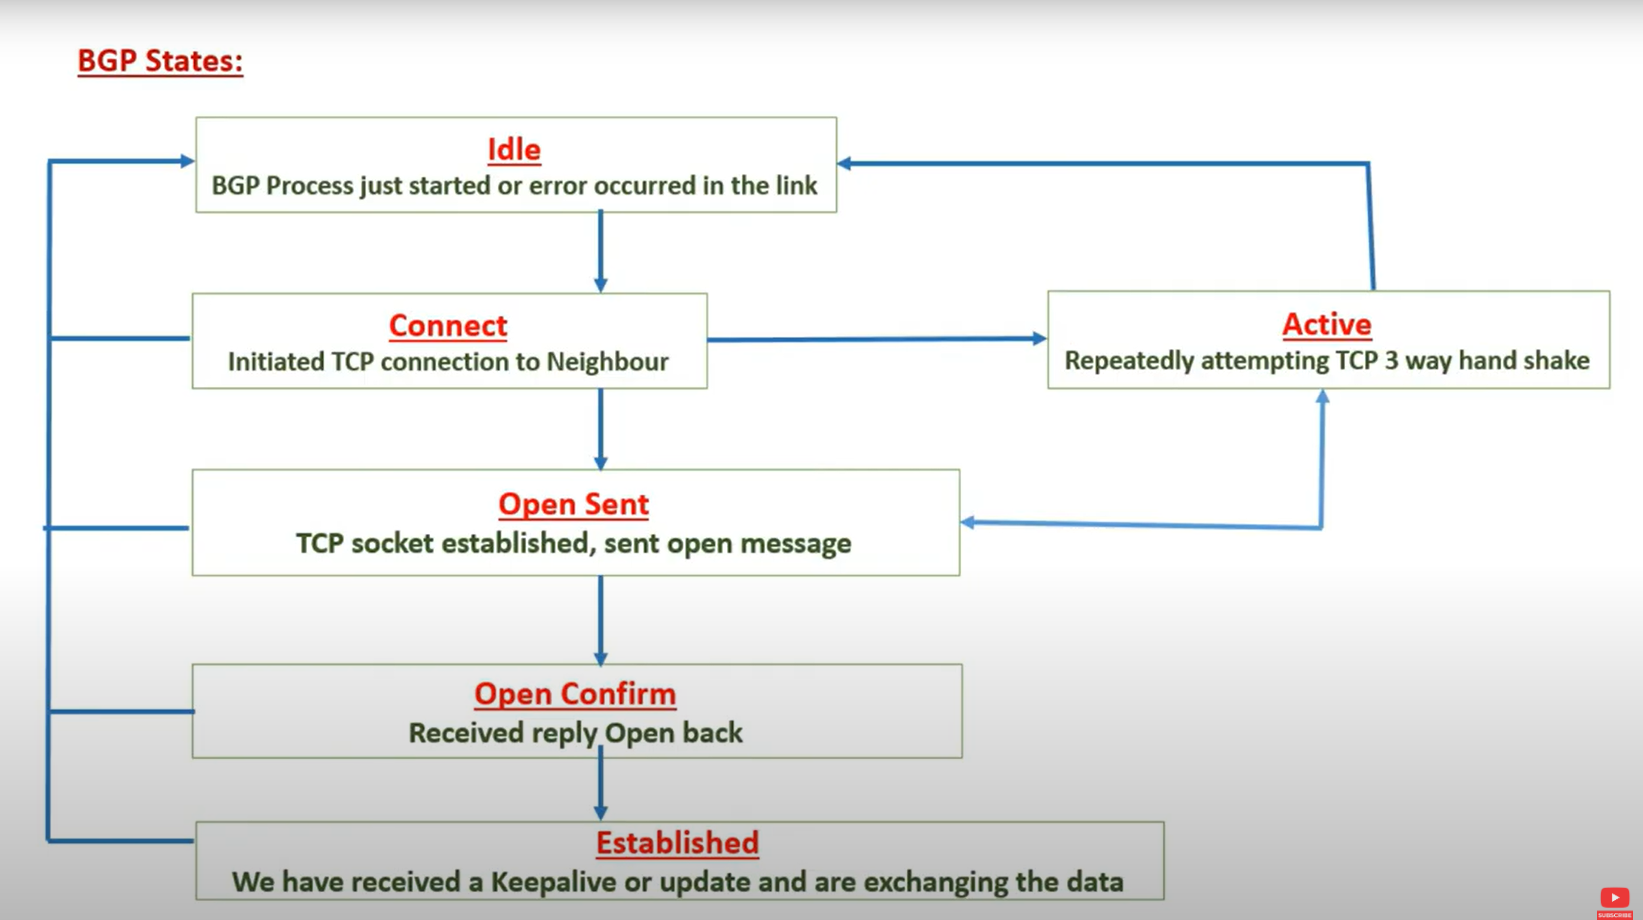 BGP States:
Idle
BGP Process just started or error occurred in the link
Connect
Initiated TCP connection to Neighbour
Active
Repeatedly attempting TCP 3 way hand shake
Open Sent
TCP socket established, sent open message
Open Confirm
Received reply Open back
Established
We have received a Keepalive or update and are exchanging the data
SUBSCRIBE